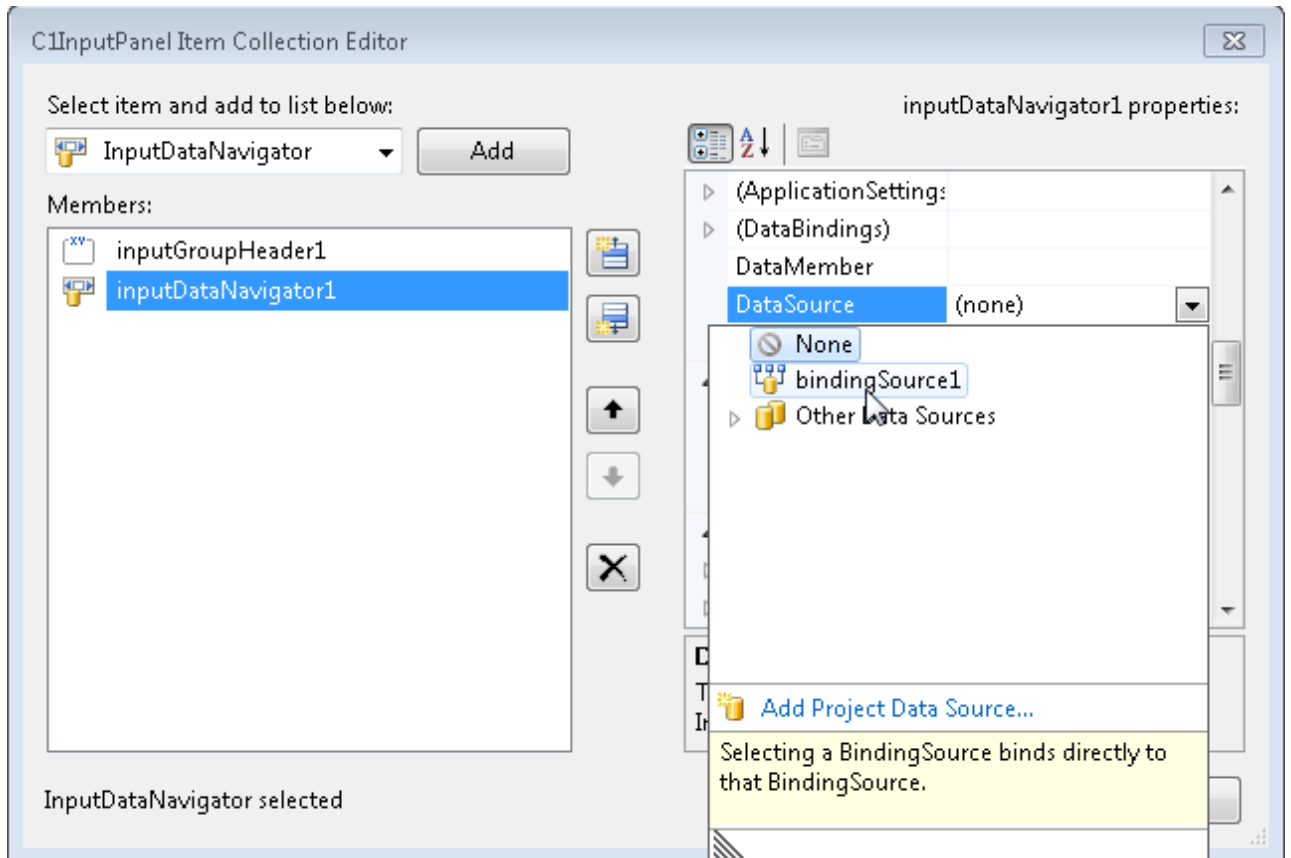 C1InputPanel Item Collection Editor
Select item and add to list below:
inputDataNavigator1 properties:
InputDataNavigator
Add
Members:
inputGroupHeader1
inputDataNavigator1
(ApplicationSettings
(DataBindings)
DataMember
DataSource (none)
None
bindingSource1
Other Data Sources
Add Project Data Source...
Selecting a BindingSource binds directly to
that BindingSource.
InputDataNavigator selected